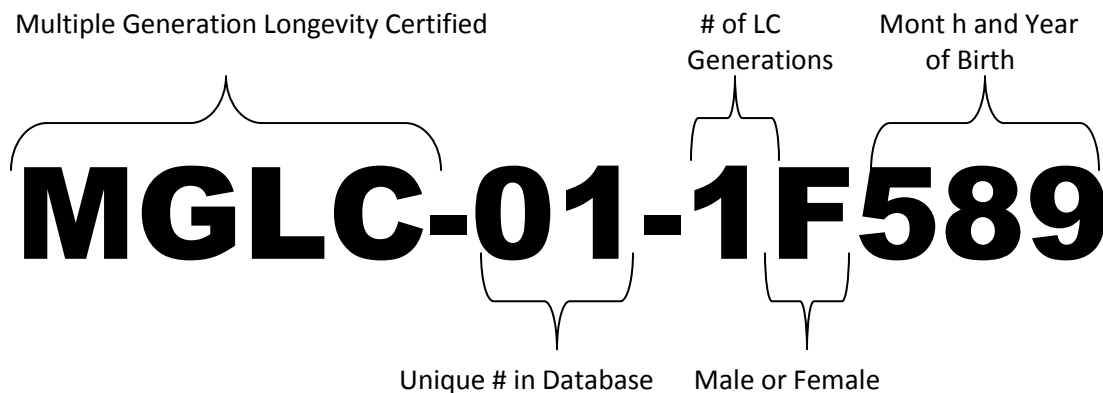 Multiple Generation Longevity Certified
# of LC
Generations
Mont h and Year
of Birth
MGLC-01-1F589
Unique # in Database
Male or Female